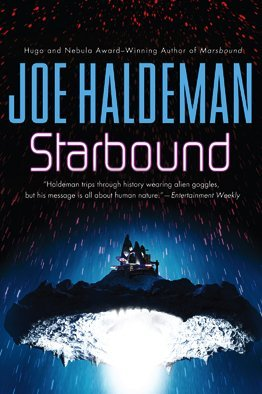 Hugo and Nebula Award–Winning Author of Marsbound
JOE HALDEMAN
Starbound
"Haldeman trips through history wearing alien goggles,
but his message is all about human nature." – Entertainment Weekly